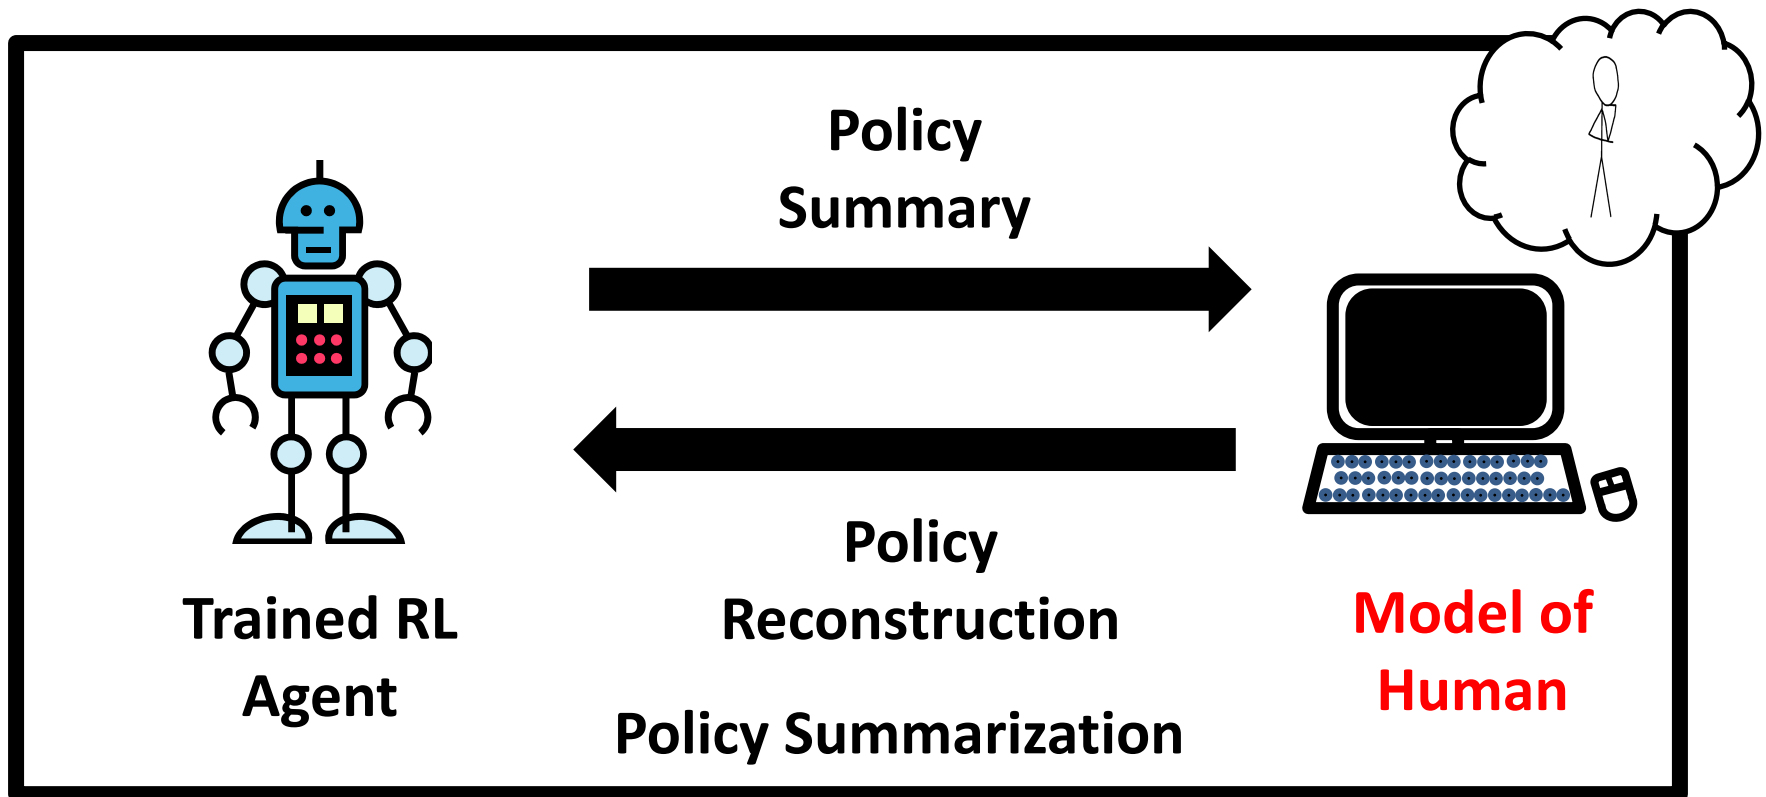 Policy
Summary
Policy
Reconstruction
Trained RL
Agent
Model of
Human
Policy Summarization